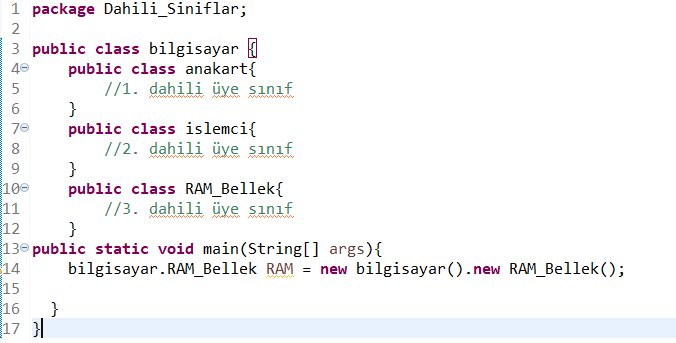 1 package Dahili_Siniflar;
2
3 public class bilgisayar {
4 public class anakart{
5 //1. dahili üye sınıf
6 }
7 public class islemci{
8 //2. dahili üye sınıf
9 }
10 public class RAM_Bellek{
11 //3. dahili üye sınıf
12 }
13 public static void main(String[] args){
14 bilgisayar.RAM_Bellek RAM = new bilgisayar().new RAM_Bellek();
15
16 }
17 }